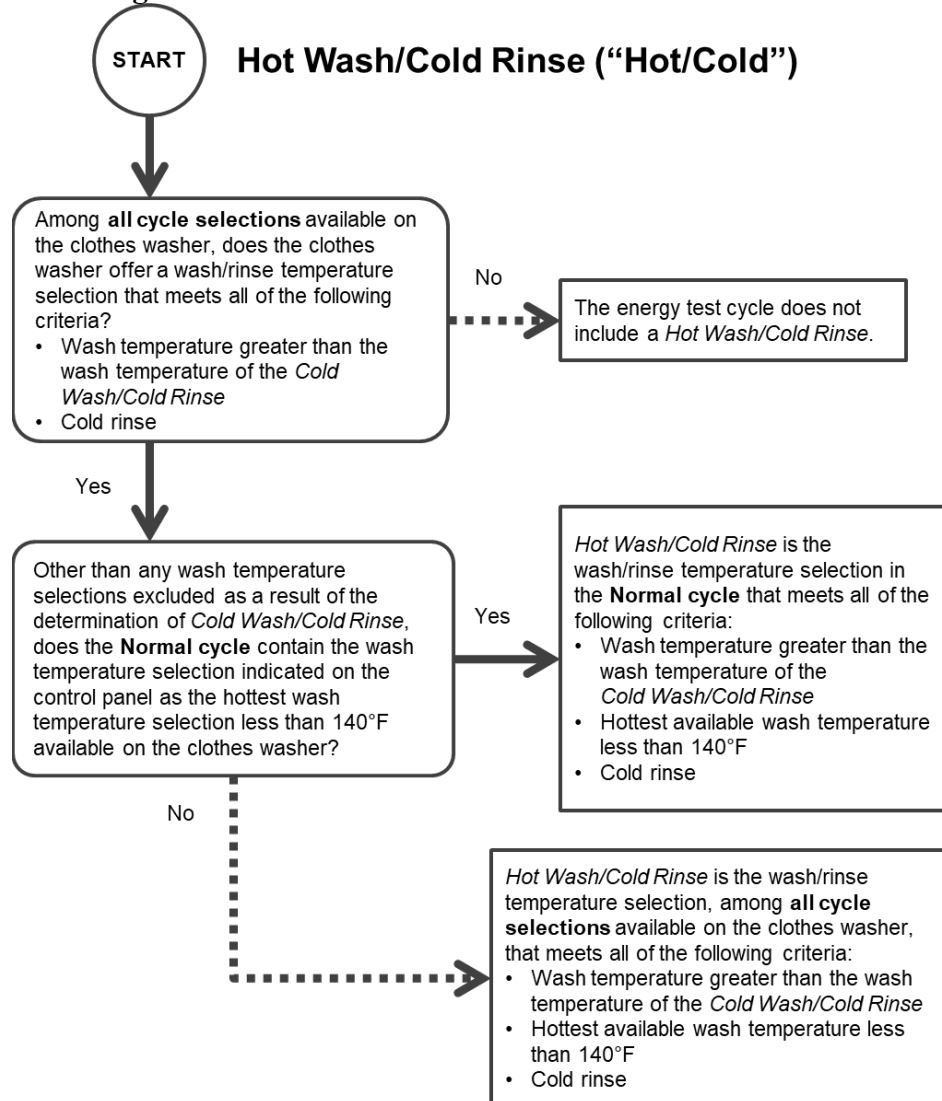 START
Hot Wash/Cold Rinse (“Hot/Cold”)
Among all cycle selections available on
the clothes washer, does the clothes
washer offer a wash/rinse temperature
selection that meets all of the following
criteria?
• Wash temperature greater than the
wash temperature of the Cold
Wash/Cold Rinse
• Cold rinse
No
The energy test cycle does not
include a Hot Wash/Cold Rinse.
Yes
Other than any wash temperature
selections excluded as a result of the
determination of Cold Wash/Cold Rinse,
does the Normal cycle contain the wash
temperature selection indicated on the
control panel as the hottest wash
temperature selection less than 140°F
available on the clothes washer?
Yes
Hot Wash/Cold Rinse is the
wash/rinse temperature selection in
the Normal cycle that meets all of the
following criteria:
• Wash temperature greater than the
wash temperature of the
Cold Wash/Cold Rinse
• Hottest available wash temperature
less than 140°F
• Cold rinse
No
Hot Wash/Cold Rinse is the wash/rinse
temperature selection, among all cycle
selections available on the clothes washer,
that meets all of the following criteria:
• Wash temperature greater than the wash
temperature of the Cold Wash/Cold Rinse
• Hottest available wash temperature less
than 140°F
• Cold rinse